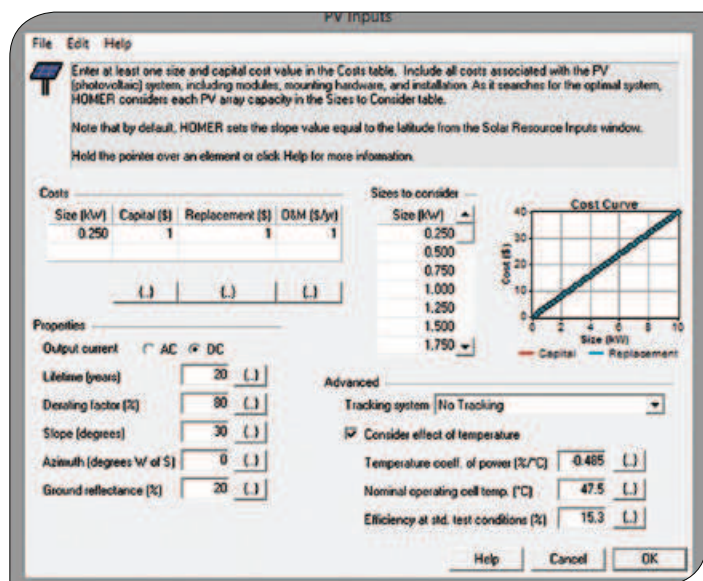 PV Inputs
File Edit Help
Enter at least one size and capital cost value in the Costs table. Include all costs associated with the PV
(photovoltaic) system, including modules, mounting hardware, and installation. As it searches for the optimal system,
HOMER considers each PV array capacity in the Sizes to Consider table.
Note that by default, HOMER sets the slope value equal to the latitude from the Solar Resource Inputs window.
Hold the pointer over an element or click Help for more information.
Costs
Size (kW) Capital ($) Replacement ($) O&M ($/yr)
0.250 1 1 1
(..) (..) (..)
Sizes to consider
Size (kW)
0.250
0.500
0.750
1.000
1.250
1.500
1.750
Cost Curve
Cost ($)
40
30
20
10
0
0 2 4 6 8 10
Size (kW)
Capital Replacement
Properties
Output current AC DC
Lifetime (years) 20 (..)
Derating factor (%) 80 (..)
Slope (degrees) 30 (..)
Azimuth (degrees W of S) 0 (..)
Ground reflectance (%) 20 (..)
Advanced
Tracking system No Tracking
Consider effect of temperature
Temperature coeff. of power (%/°C) -0.485 (..)
Nominal operating cell temp. (°C) 47.5 (..)
Efficiency at std. test conditions (%) 15.3 (..)
Help Cancel OK